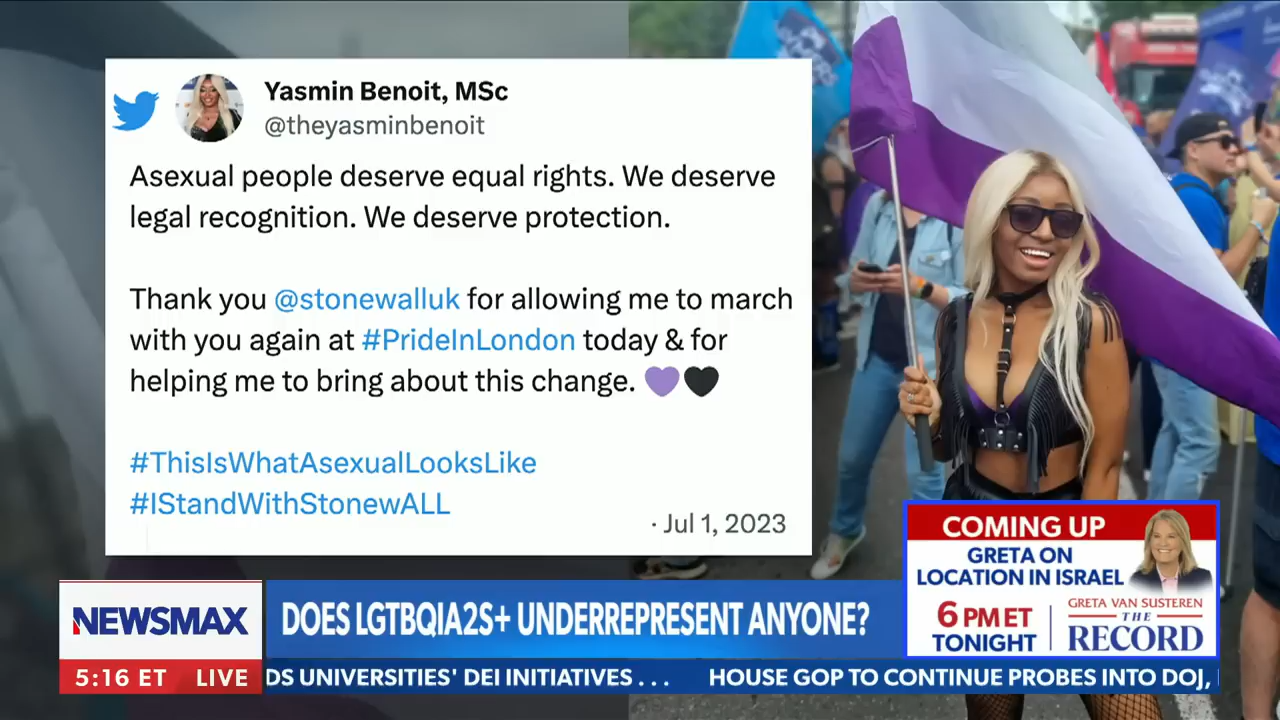 Yasmin Benoit, MSc
@theyasminbenoit
Asexual people deserve equal rights. We deserve
legal recognition. We deserve protection.
Thank you @stonewalluk for allowing me to march
with you again at #PrideInLondon today & for
helping me to bring about this change. 💜🖤
#ThisIsWhatAsexualLooksLike
#IStandWithStonewALL
· Jul 1, 2023
COMING UP
GRETA ON
LOCATION IN ISRAEL
6 PM ET
TONIGHT
GRETA VAN SUSTEREN
THE
RECORD
NEWSMAX
DOES LGTBQIA2S+ UNDERREPRESENT ANYONE?
5:16 ET LIVE
DS UNIVERSITIES' DEI INITIATIVES . . . HOUSE GOP TO CONTINUE PROBES INTO DOJ,